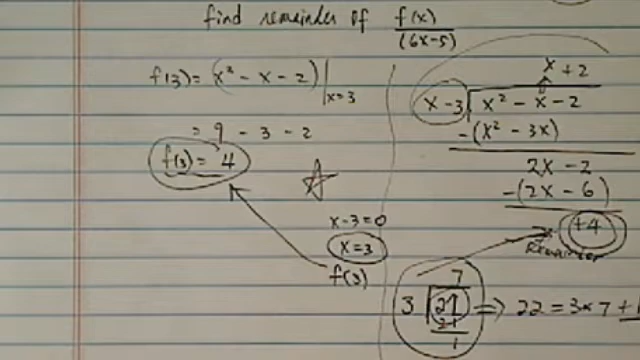 find remainder of f(x)
(6x-5)
f(3) = (x² - x - 2) |x=3
= 9 - 3 - 2
f(3) = 4
x-3=0
x=3
f(3)
x + 2
x - 3 x² - x - 2
-(x² - 3x)
2x - 2
-(2x - 6)
+4
Remainder
7
3 22 => 22 = 3*7 +1
21
1